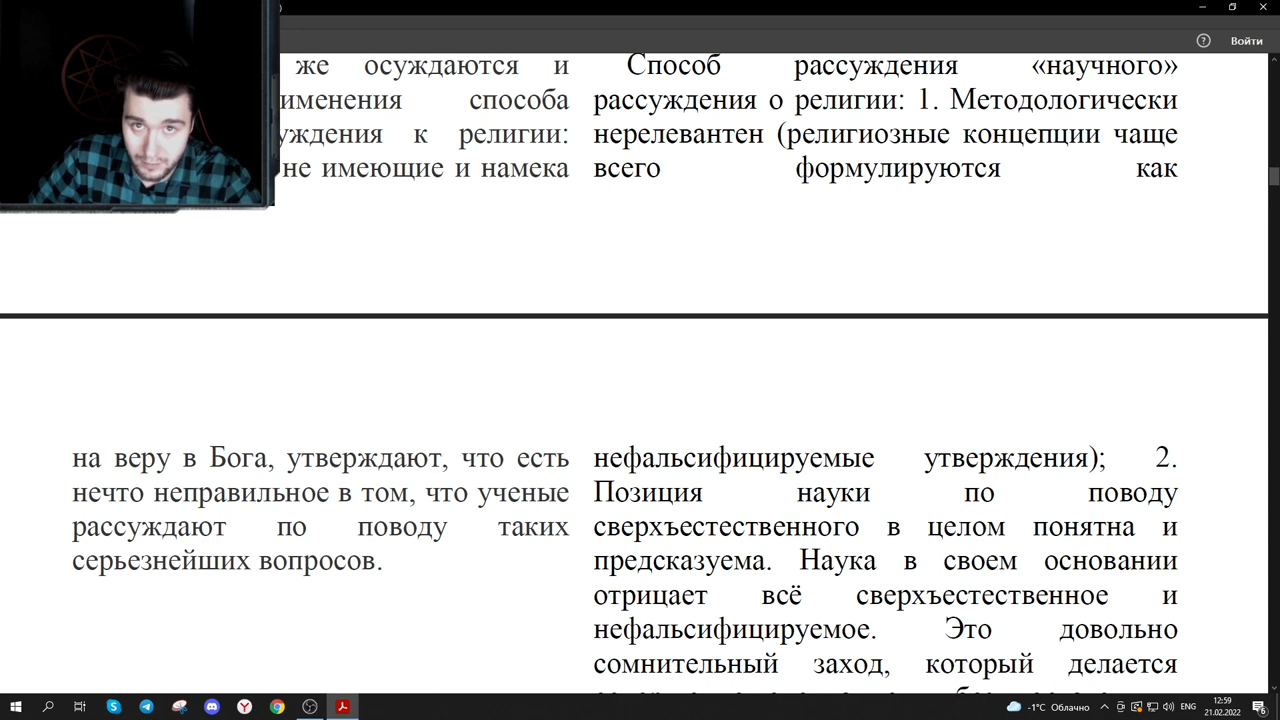 Войти
же осуждаются и
именения способа
уждения к религии:
не имеющие и намека
на веру в Бога, утверждают, что есть
нечто неправильное в том, что ученые
рассуждают по поводу таких
серьезнейших вопросов.
Способ рассуждения «научного»
рассуждения о религии: 1. Методологически
нерелевантен (религиозные концепции чаще
всего формулируются как
нефальсифицируемые утверждения); 2.
Позиция науки по поводу
сверхъестественного в целом понятна и
предсказуема. Наука в своем основании
отрицает всё сверхъестественное и
нефальсифицируемое. Это довольно
сомнительный заход, который делается
-1°C Облачно
ENG
12:59
21.02.2022